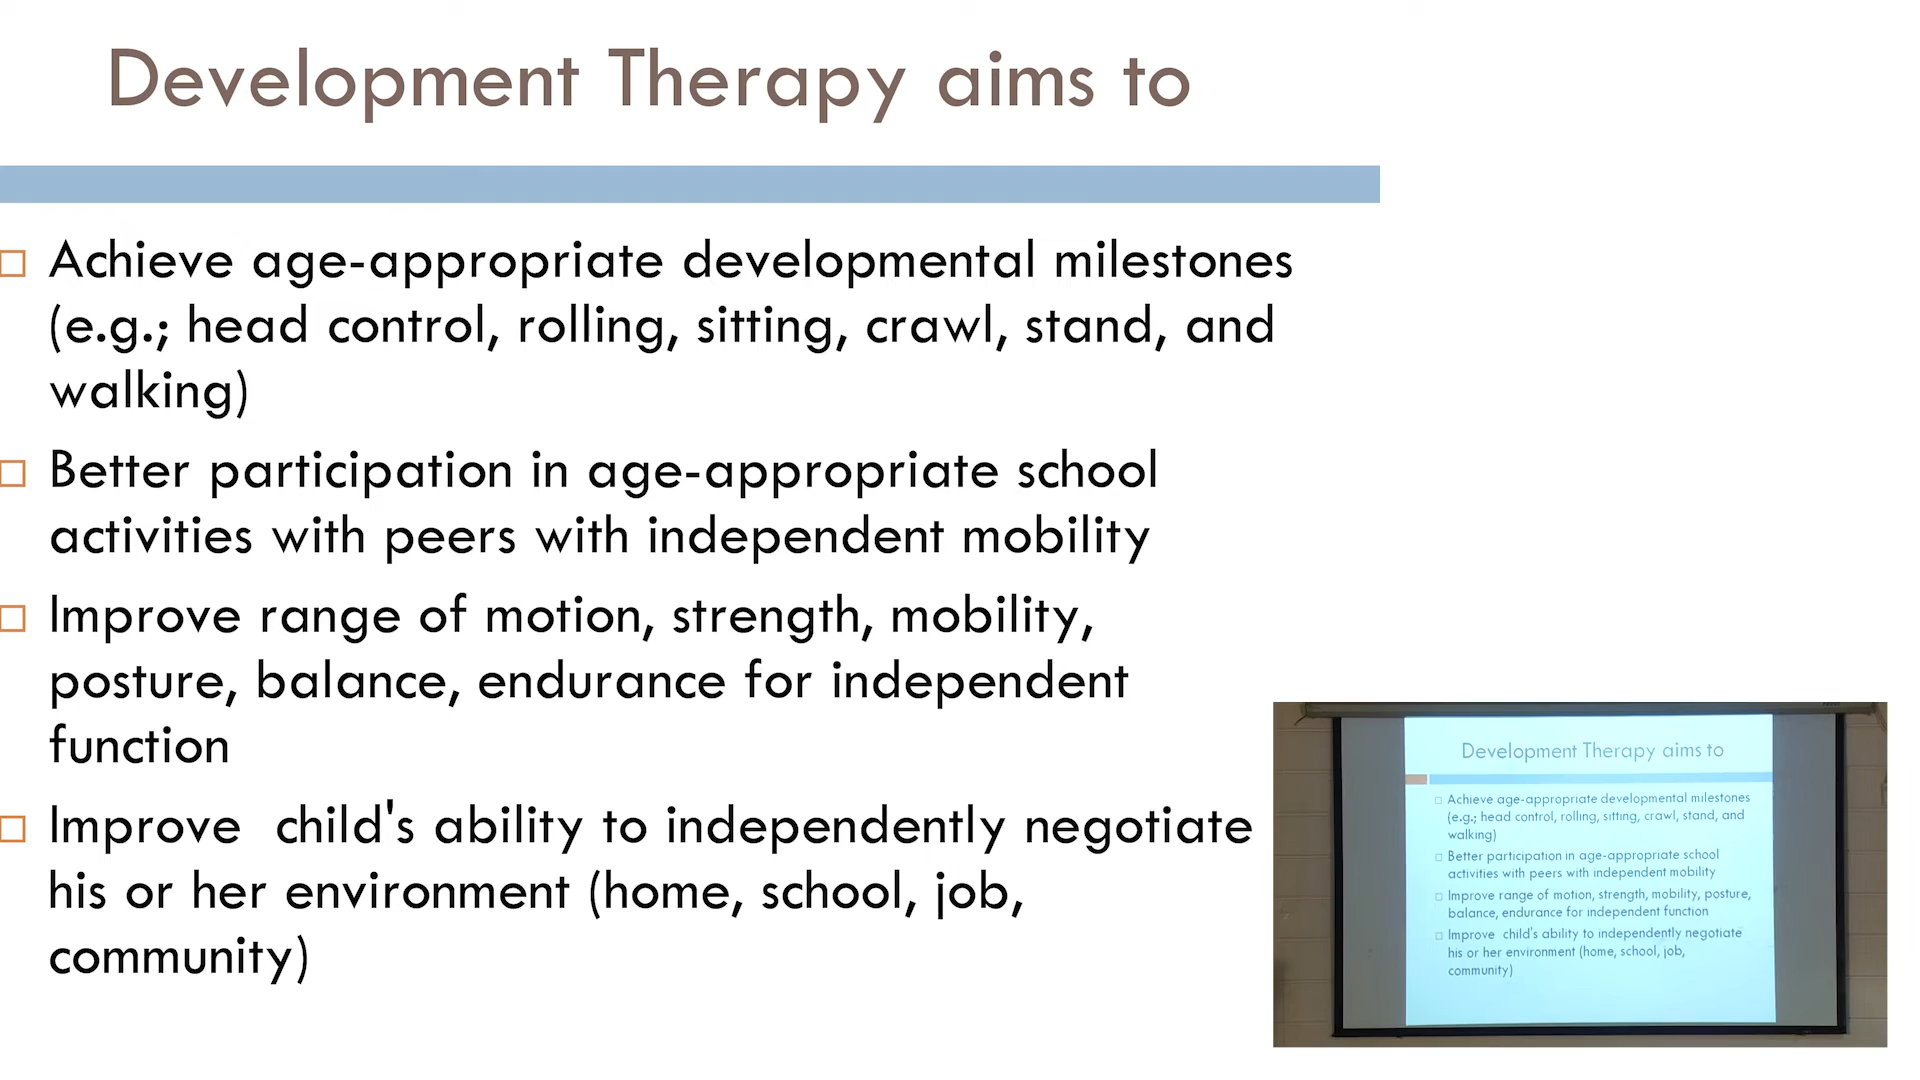 Development Therapy aims to
Achieve age-appropriate developmental milestones
(e.g.; head control, rolling, sitting, crawl, stand, and
walking)
Better participation in age-appropriate school
activities with peers with independent mobility
Improve range of motion, strength, mobility,
posture, balance, endurance for independent
function
Improve  child's ability to independently negotiate
his or her environment (home, school, job,
community)
Development Therapy aims to
Achieve age-appropriate developmental milestones
(e.g.; head control, rolling, sitting, crawl, stand, and
walking)
Better participation in age-appropriate school
activities with peers with independent mobility
Improve range of motion, strength, mobility, posture,
balance, endurance for independent function
Improve  child's ability to independently negotiate
his or her environment (home, school, job,
community)